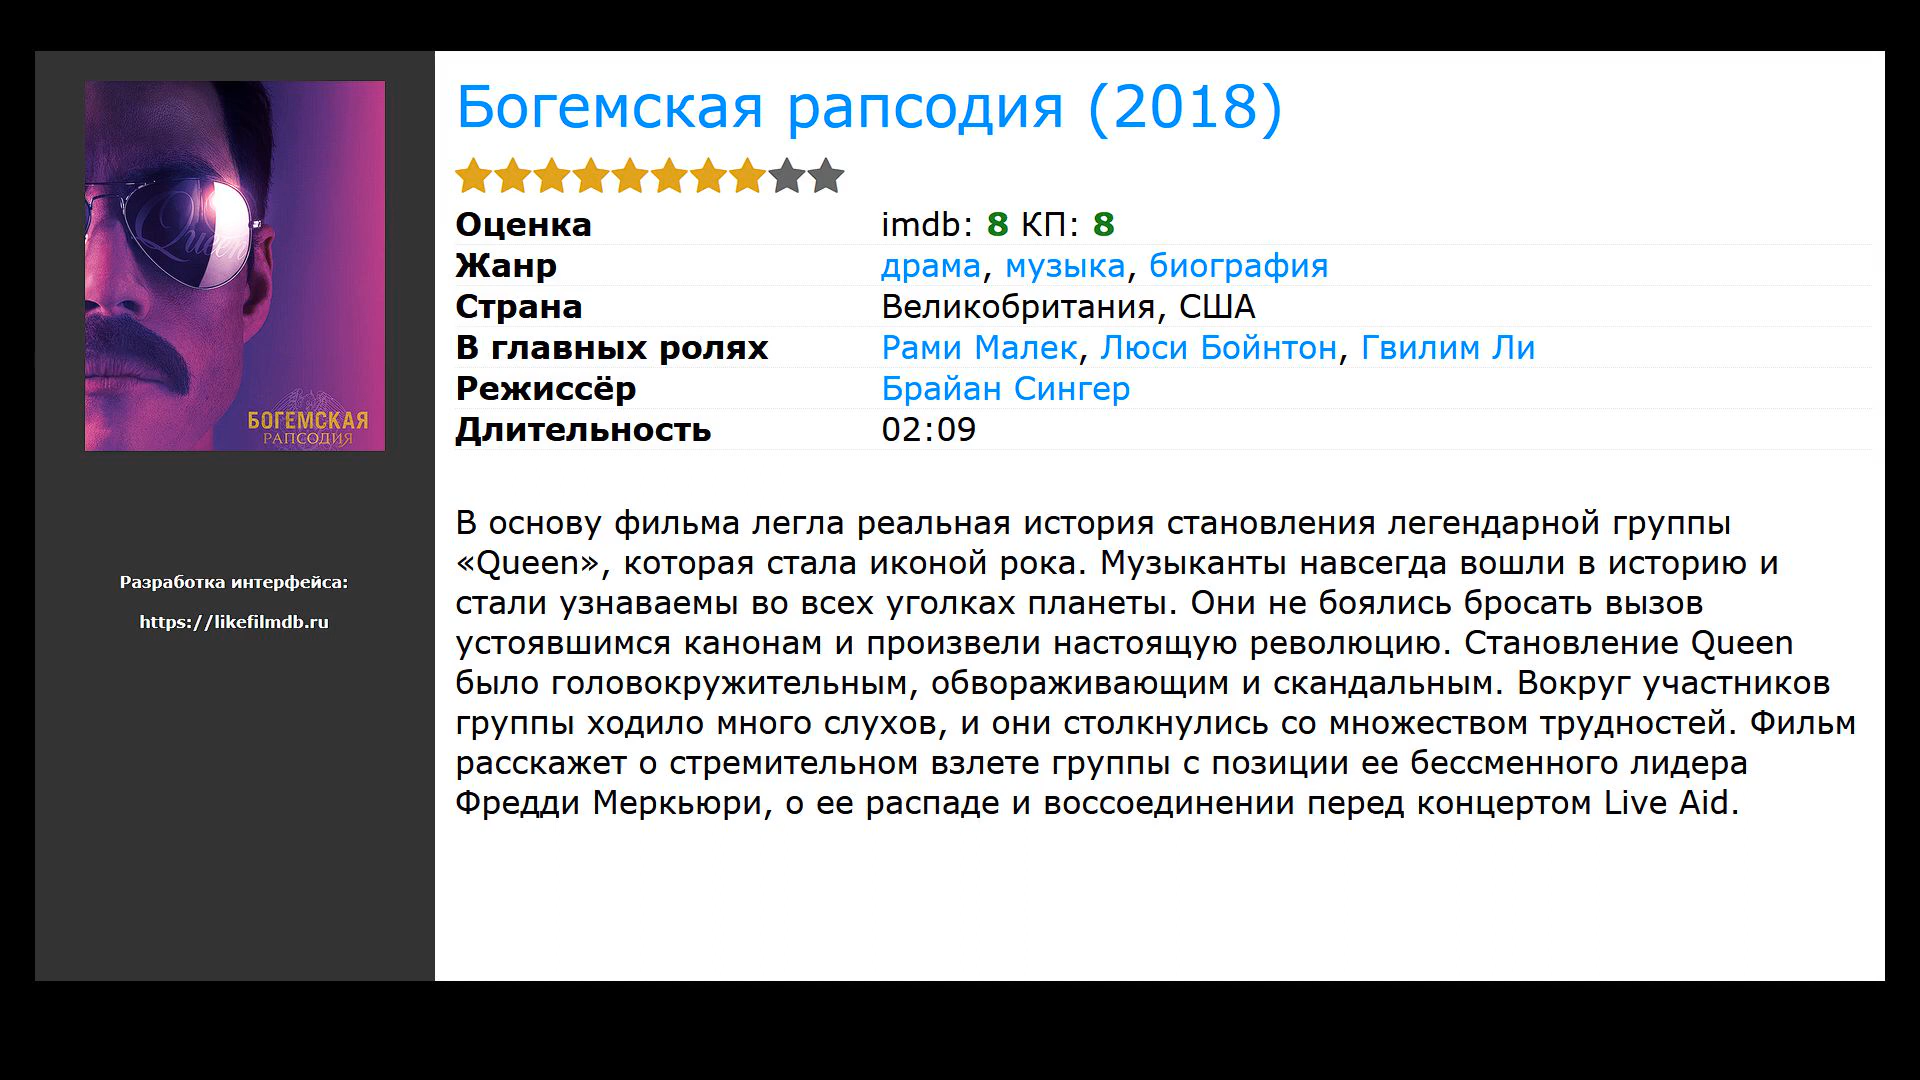 Queen
БОГЕМСКАЯ
РАПСОДИЯ
Разработка интерфейса:
https://likefilmdb.ru
Богемская рапсодия (2018)
Оценка imdb: 8 КП: 8
Жанр драма, музыка, биография
Страна Великобритания, США
В главных ролях Рами Малек, Люси Бойнтон, Гвилим Ли
Режиссёр Брайан Сингер
Длительность 02:09
В основу фильма легла реальная история становления легендарной группы
«Queen», которая стала иконой рока. Музыканты навсегда вошли в историю и
стали узнаваемы во всех уголках планеты. Они не боялись бросать вызов
устоявшимся канонам и произвели настоящую революцию. Становление Queen
было головокружительным, обвораживающим и скандальным. Вокруг участников
группы ходило много слухов, и они столкнулись со множеством трудностей. Фильм
расскажет о стремительном взлете группы с позиции ее бессменного лидера
Фредди Меркьюри, о ее распаде и воссоединении перед концертом Live Aid.